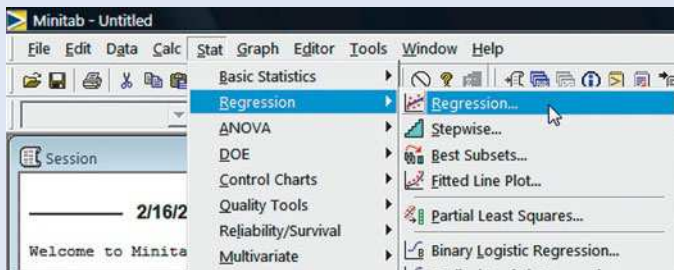 Minitab - Untitled
File Edit Data Calc Stat Graph Editor Tools Window Help
Basic Statistics
Regression
ANOVA
DOE
Control Charts
Quality Tools
Reliability/Survival
Multivariate
Regression...
Stepwise...
Best Subsets...
Fitted Line Plot...
Partial Least Squares...
Binary Logistic Regression...
Session
2/16/2
Welcome to Minita